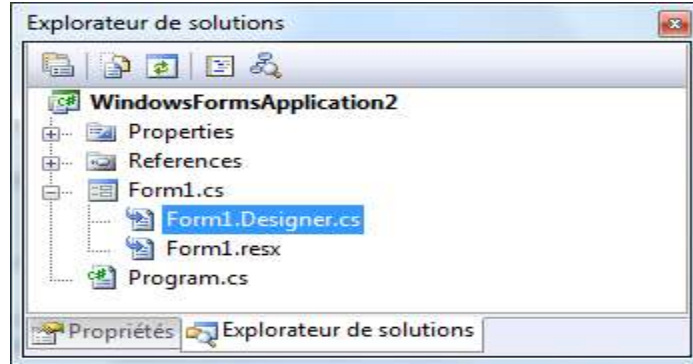 Explorateur de solutions
WindowsFormsApplication2
Properties
References
Form1.cs
Form1.Designer.cs
Form1.resx
Program.cs
Propriétés Explorateur de solutions